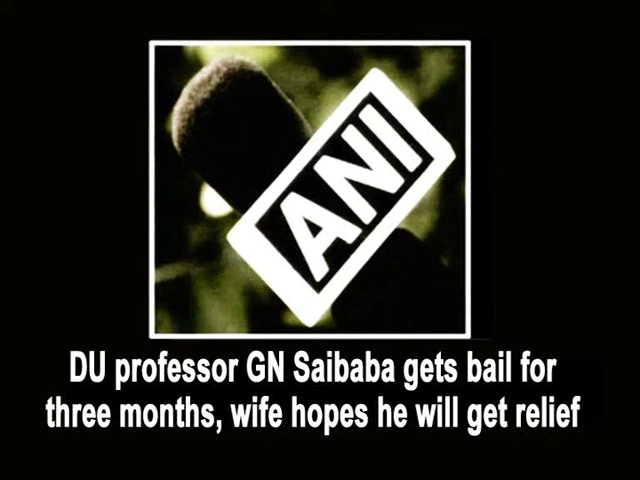 ANI
DU professor GN Saibaba gets bail for
three months, wife hopes he will get relief